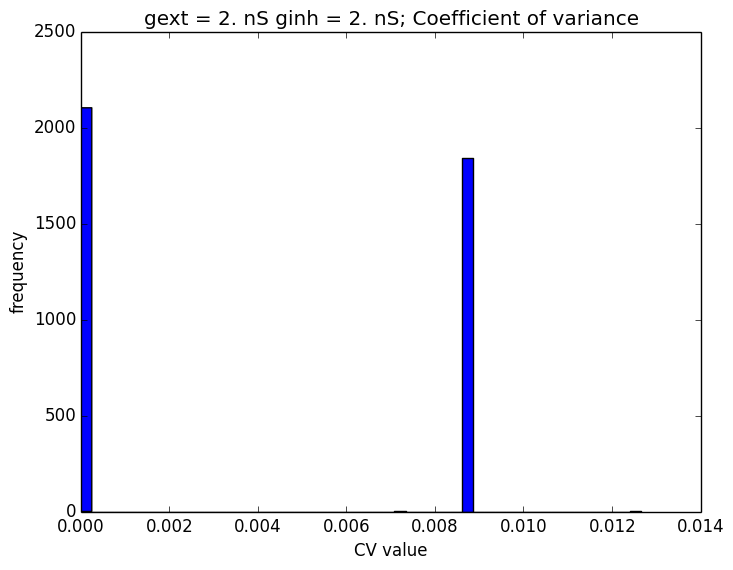 gext = 2. nS ginh = 2. nS; Coefficient of variance
2500
2000
1500
1000
500
0
frequency
0.000 0.002 0.004 0.006 0.008 0.010 0.012 0.014
CV value